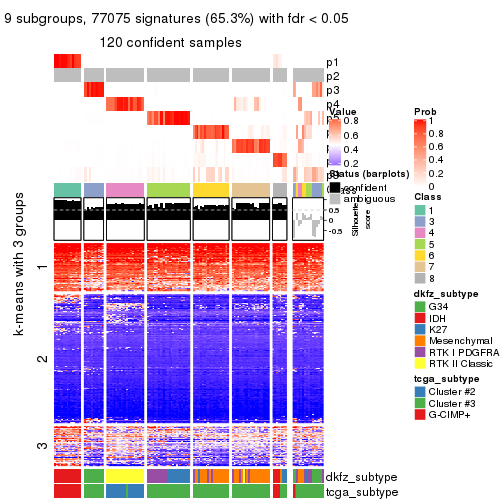 9 subgroups, 77075 signatures (65.3%) with fdr < 0.05
120 confident samples
p1
p2
p3
p4
Value
0.8
0.6
0.4
0.2
Prob
1
0.8
0.6
0.4
0.2
0
Status (barplots)
confident
ambiguous
0.5
0
-0.5
Silhouette
score
Class
1
3
4
5
6
7
8
k-means with 3 groups
1
2
3
dkfz_subtype
G34
IDH
K27
Mesenchymal
RTK I PDGFRA
RTK II Classic
tcga_subtype
Cluster #2
Cluster #3
G-CIMP+
dkfz_subtype
tcga_subtype